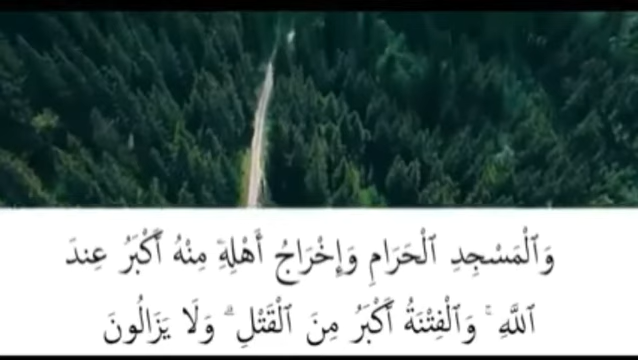 وَٱلْمَسْجِدِ ٱلْحَرَامِ وَإِخْرَاجُ أَهْلِهِۦ مِنْهُ أَكْبَرُ عِندَ
ٱللَّهِ ۚ وَٱلْفِتْنَةُ أَكْبَرُ مِنَ ٱلْقَتْلِ ۗ وَلَا يَزَالُونَ